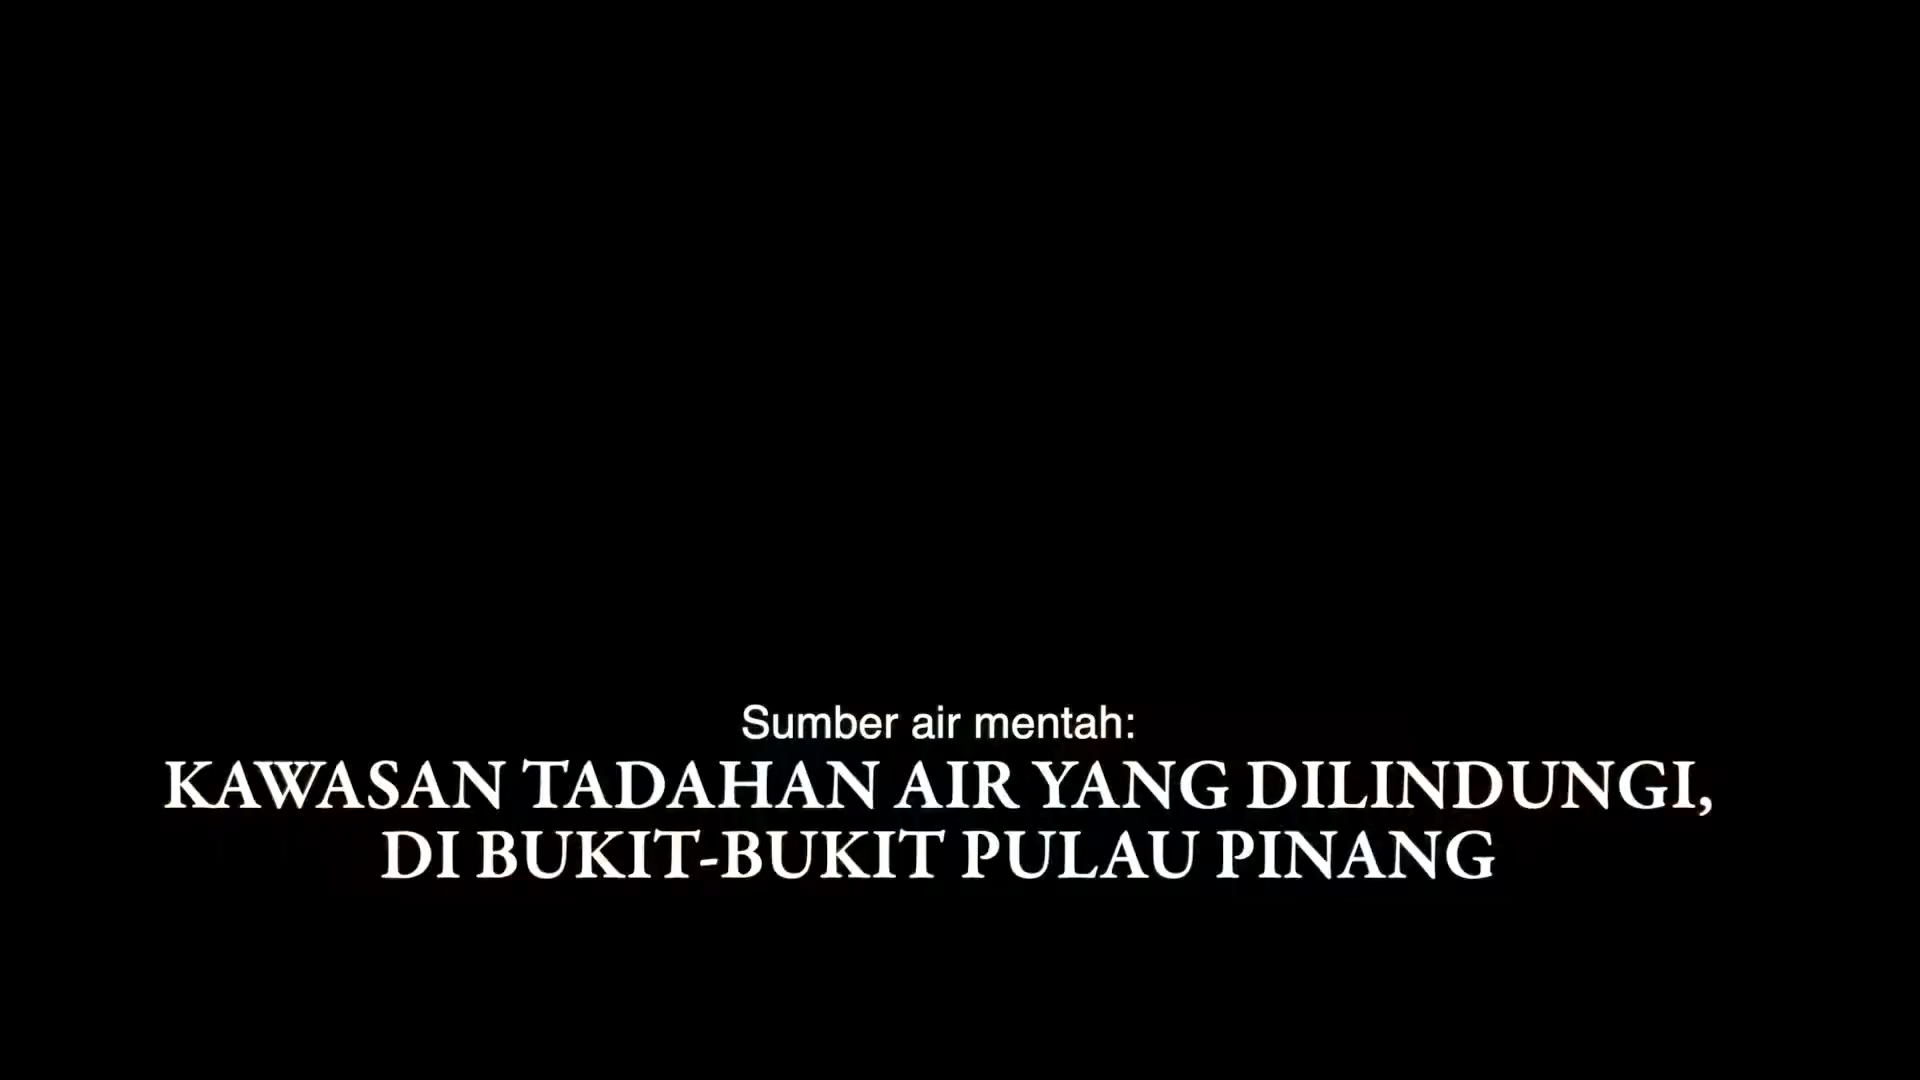 Sumber air mentah:
KAWASAN TADAHAN AIR YANG DILINDUNGI,
DI BUKIT-BUKIT PULAU PINANG